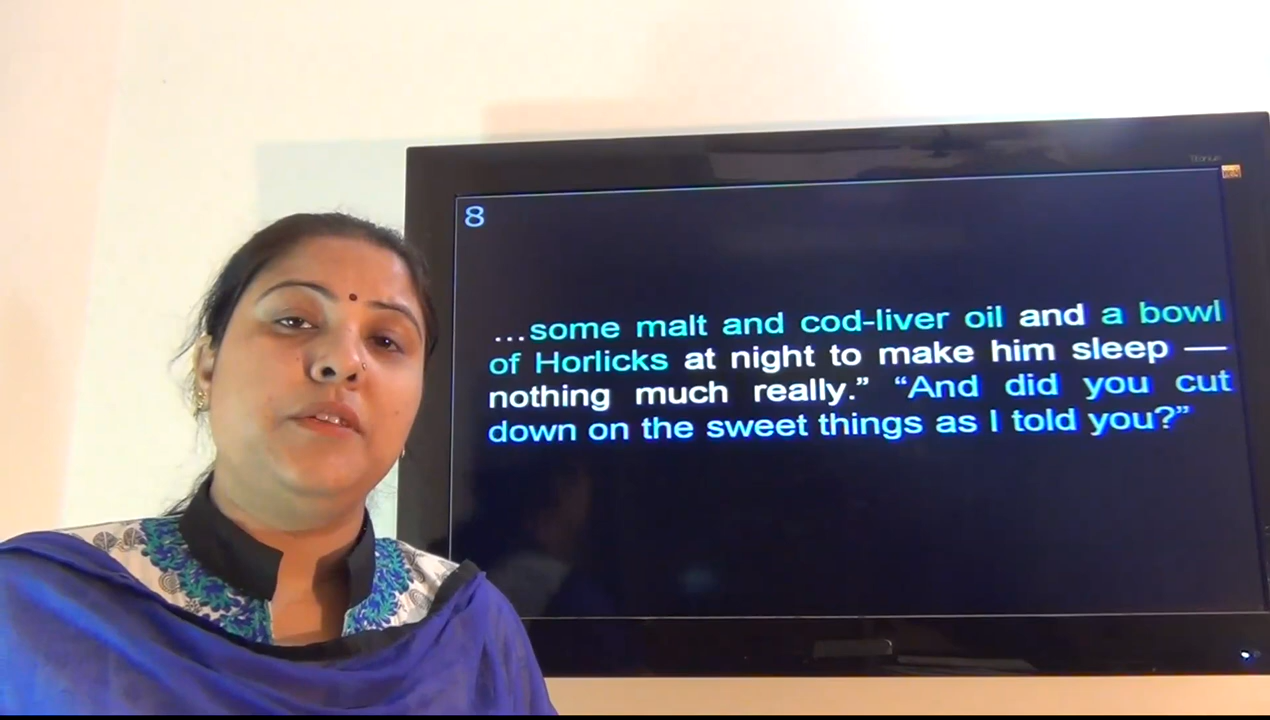 Titanium
8
...some malt and cod-liver oil and a bowl
of Horlicks at night to make him sleep —
nothing much really.” “And did you cut
down on the sweet things as I told you?”